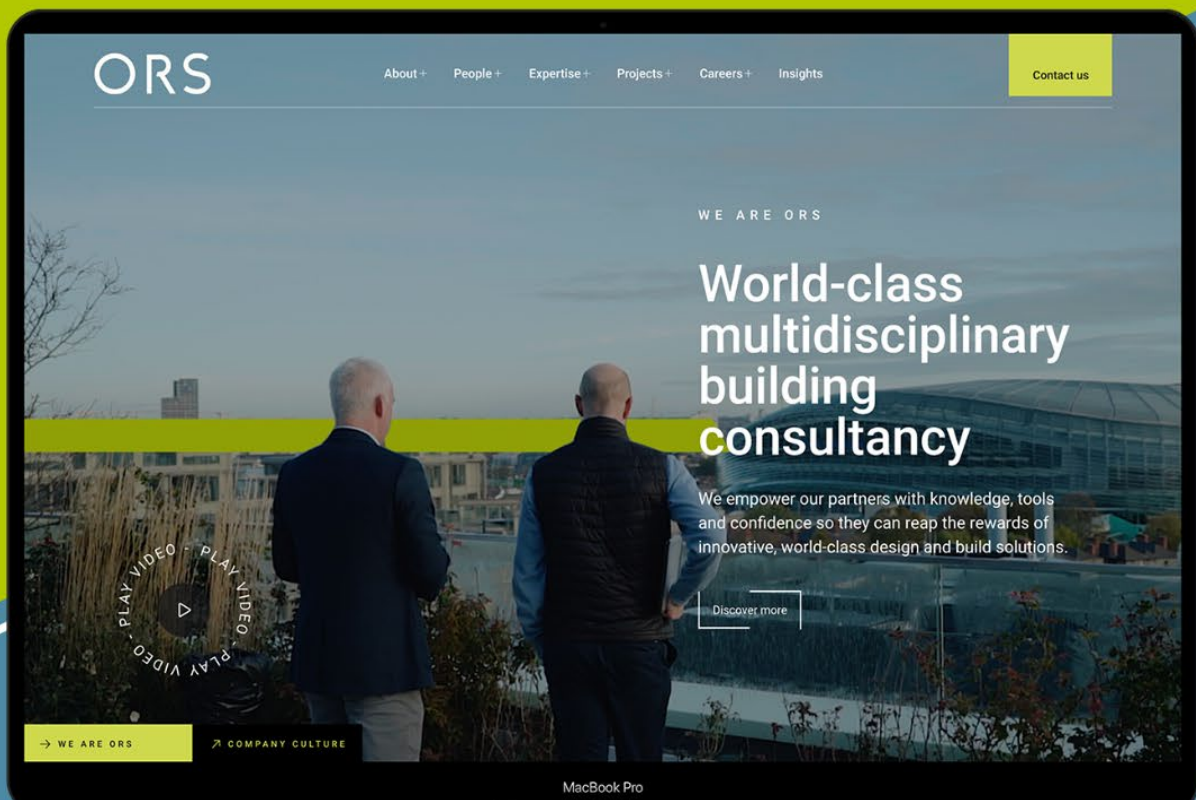 ORS
About +
People +
Expertise +
Projects +
Careers +
Insights
Contact us
WE ARE ORS
World-class
multidisciplinary
building
consultancy
We empower our partners with knowledge, tools
and confidence so they can reap the rewards of
innovative, world-class design and build solutions.
Discover more
PLAY VIDEO - PLAY VIDEO - PLAY VIDEO -
→ WE ARE ORS
↗ COMPANY CULTURE
MacBook Pro